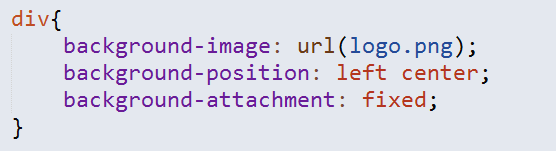 div{
    background-image: url(logo.png);
    background-position: left center;
    background-attachment: fixed;
}